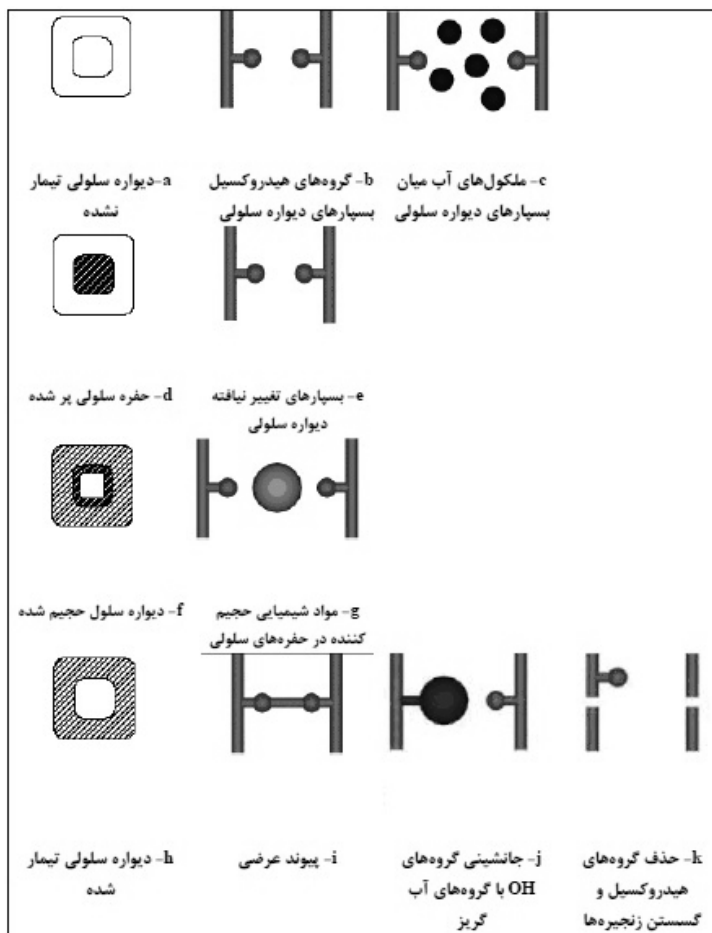 a- دیواره سلولی تیمار
نشده
b- گروه‌های هیدروکسیل
بسپارهای دیواره سلولی
c- ملکول‌های آب میان
بسپارهای دیواره سلولی
d- حفره سلولی پر شده
e- بسپارهای تغییر نیافته
دیواره سلولی
f- دیواره سلول حجیم شده
g- مواد شیمیایی حجیم
کننده در حفره‌های سلولی
h- دیواره سلولی تیمار
شده
i- پیوند عرضی
j- جانشینی گروه‌های
OH با گروه‌های آب
گریز
k- حذف گروه‌های
هیدروکسیل و
گسستن زنجیره‌ها